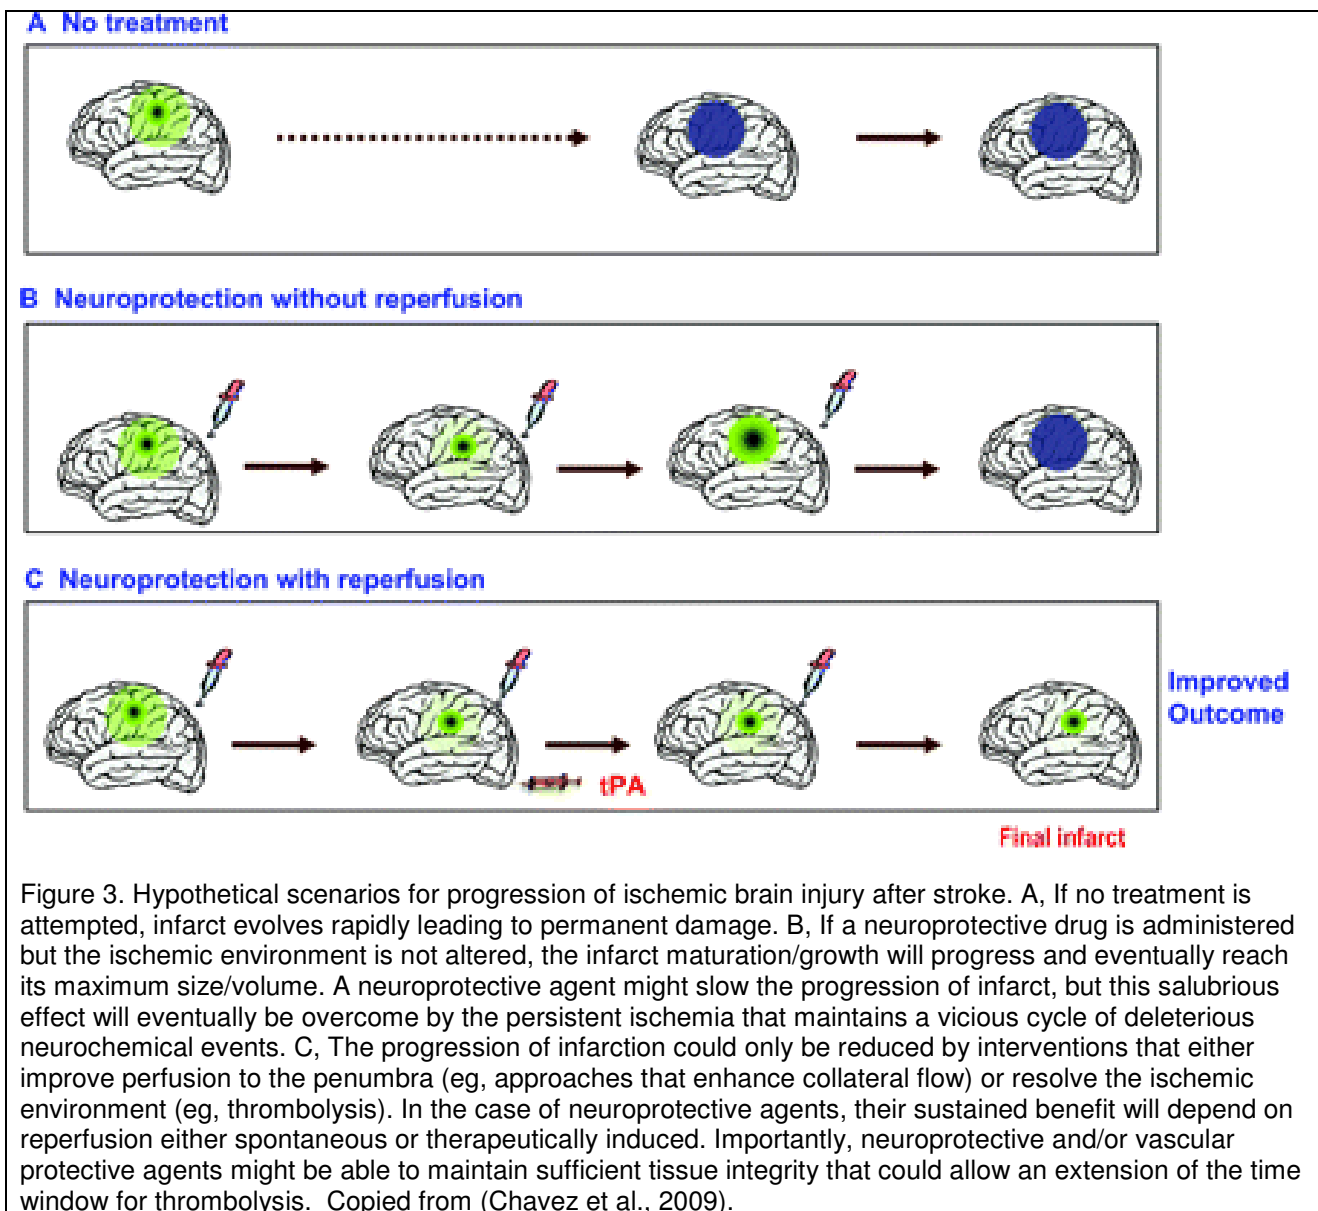 A  No treatment
B  Neuroprotection without reperfusion
C  Neuroprotection with reperfusion
Improved
Outcome
tPA
Final infarct
Figure 3. Hypothetical scenarios for progression of ischemic brain injury after stroke. A, If no treatment is
attempted, infarct evolves rapidly leading to permanent damage. B, If a neuroprotective drug is administered
but the ischemic environment is not altered, the infarct maturation/growth will progress and eventually reach
its maximum size/volume. A neuroprotective agent might slow the progression of infarct, but this salubrious
effect will eventually be overcome by the persistent ischemia that maintains a vicious cycle of deleterious
neurochemical events. C, The progression of infarction could only be reduced by interventions that either
improve perfusion to the penumbra (eg, approaches that enhance collateral flow) or resolve the ischemic
environment (eg, thrombolysis). In the case of neuroprotective agents, their sustained benefit will depend on
reperfusion either spontaneous or therapeutically induced. Importantly, neuroprotective and/or vascular
protective agents might be able to maintain sufficient tissue integrity that could allow an extension of the time
window for thrombolysis.  Copied from (Chavez et al., 2009).